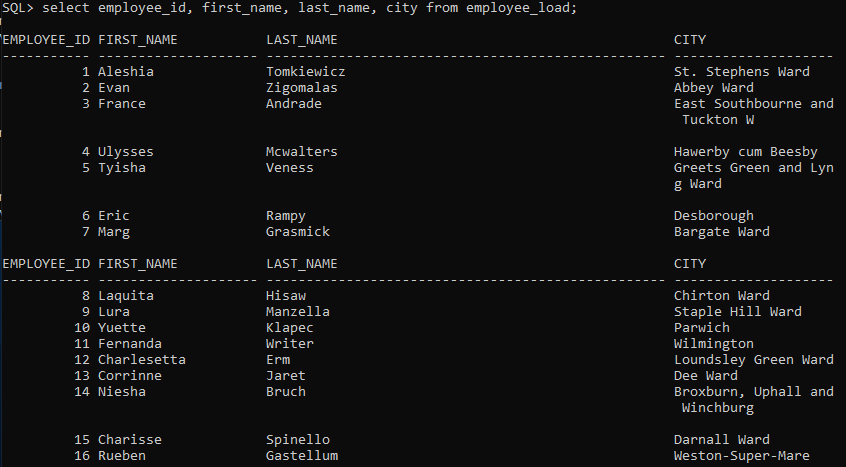 SQL> select employee_id, first_name, last_name, city from employee_load;
EMPLOYEE_ID FIRST_NAME LAST_NAME CITY
----------- -------------------- -------------------------------------------------- --------------------
1 Aleshia Tomkiewicz St. Stephens Ward
2 Evan Zigomalas Abbey Ward
3 France Andrade East Southbourne and
Tuckton W
4 Ulysses Mcwalters Hawerby cum Beesby
5 Tyisha Veness Greets Green and Lyn
g Ward
6 Eric Rampy Desborough
7 Marg Grasmick Bargate Ward
EMPLOYEE_ID FIRST_NAME LAST_NAME CITY
----------- -------------------- -------------------------------------------------- --------------------
8 Laquita Hisaw Chirton Ward
9 Lura Manzella Staple Hill Ward
10 Yuette Klapec Parwich
11 Fernanda Writer Wilmington
12 Charlesetta Erm Loundsley Green Ward
13 Corrinne Jaret Dee Ward
14 Niesha Bruch Broxburn, Uphall and
Winchburg
15 Charisse Spinello Darnall Ward
16 Rueben Gastellum Weston-Super-Mare